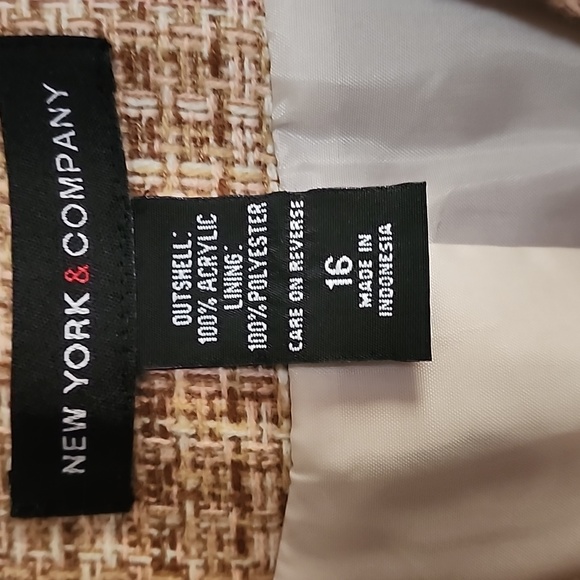 NEW YORK & COMPANY
OUTSHELL:
100% ACRYLIC
LINING:
100% POLYESTER
CARE ON REVERSE
16
MADE IN
INDONESIA